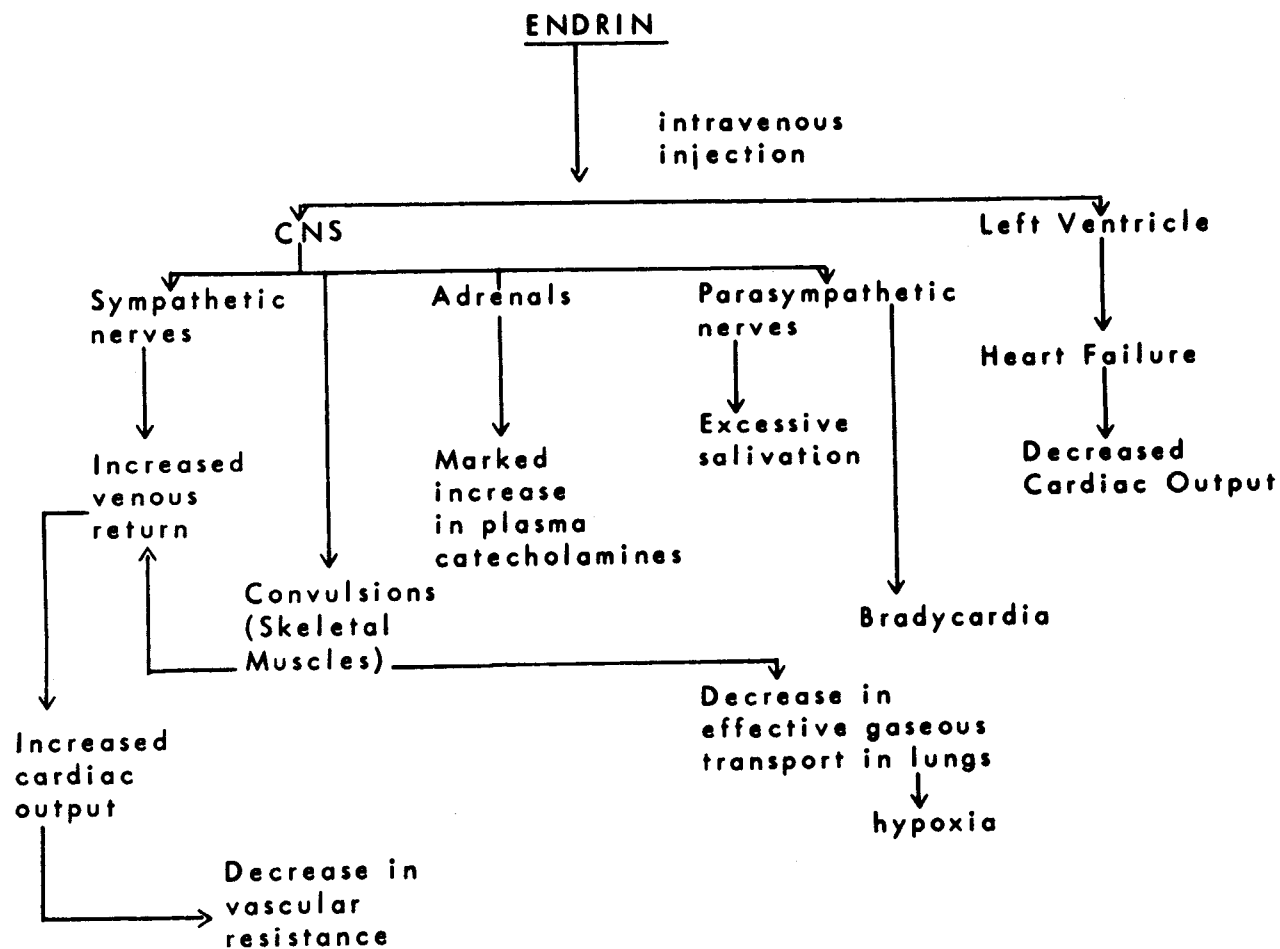 ENDRIN
intravenous
injection
CNS
Left Ventricle
Sympathetic
nerves
Adrenals
Parasympathetic
nerves
Heart Failure
Increased
venous
return
Marked
increase
in plasma
catecholamines
Excessive
salivation
Decreased
Cardiac Output
Convulsions
(Skeletal
Muscles)
Bradycardia
Decrease in
effective gaseous
transport in lungs
hypoxia
Increased
cardiac
output
Decrease in
vascular
resistance